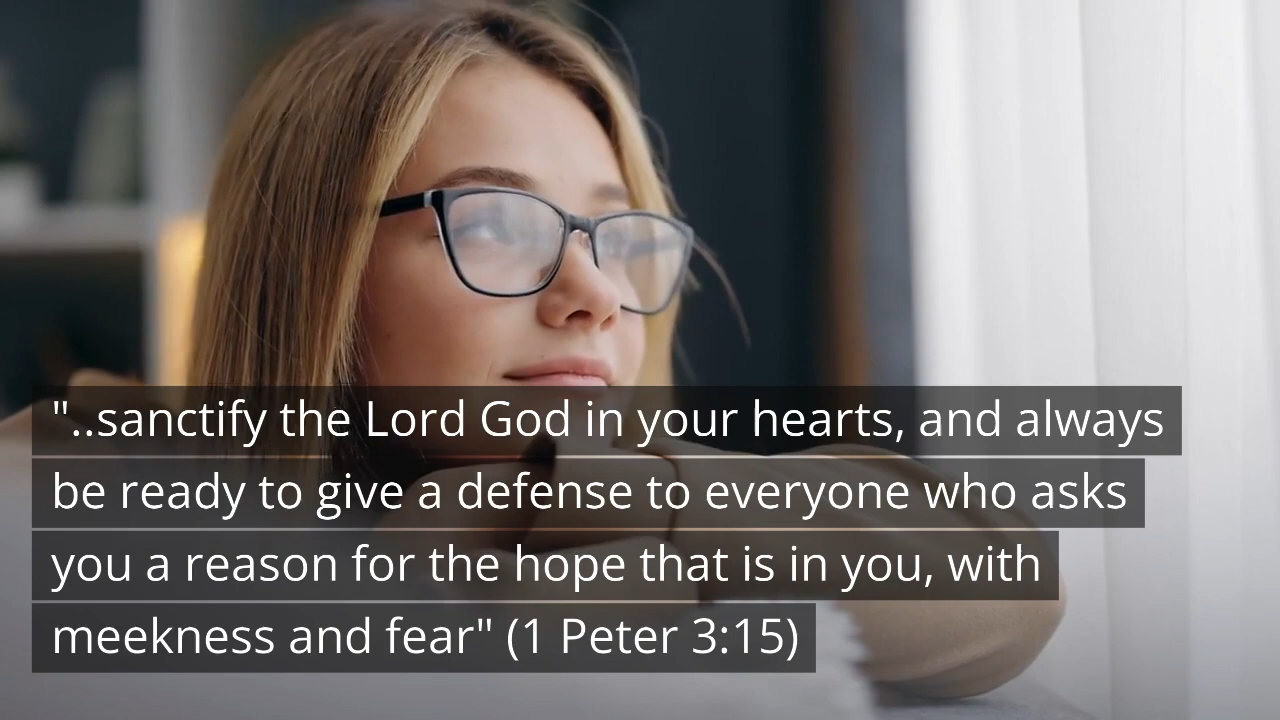 "..sanctify the Lord God in your hearts, and always
be ready to give a defense to everyone who asks
you a reason for the hope that is in you, with
meekness and fear" (1 Peter 3:15)